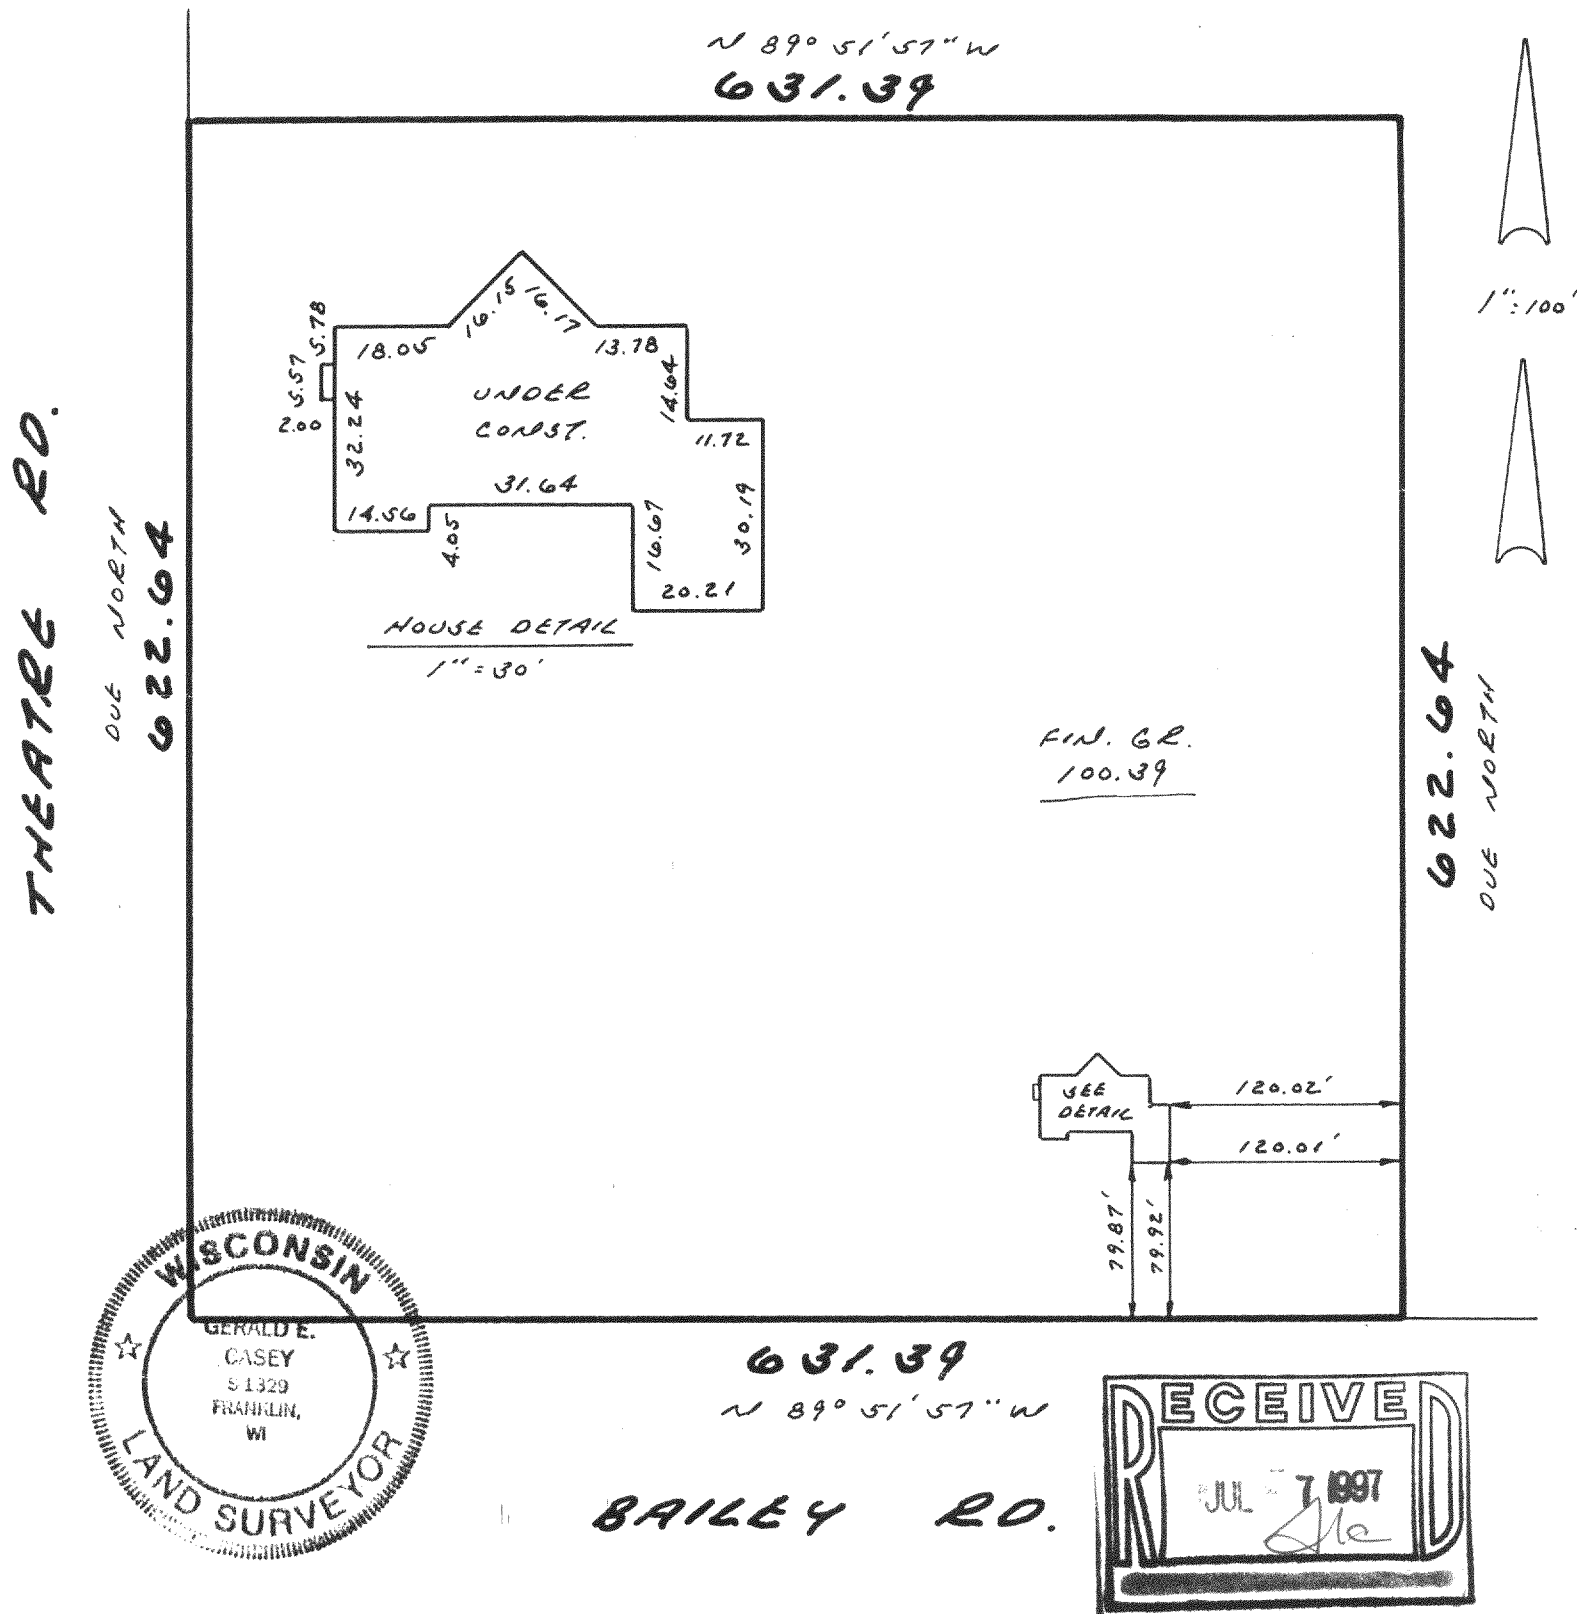 N 89° 51' 57" W
631.39
1":100'
5.78
5.57
2.00
18.05
16.15
16.17
13.78
32.24
UNDER
CONST.
14.64
11.72
31.64
14.56
4.05
16.67
30.19
20.21
HOUSE DETAIL
1" = 30'
THEATRE RD.
DUE NORTH
622.64
FIN. GR.
100.39
622.64
DUE NORTH
SEE
DETAIL
120.02'
120.01'
79.87'
79.92'
WISCONSIN
GERALD E.
CASEY
S 1329
FRANKLIN,
WI
LAND SURVEYOR
631.39
N 89° 51' 57" W
BAILEY RD.
RECEIVED
JUL - 7 1997